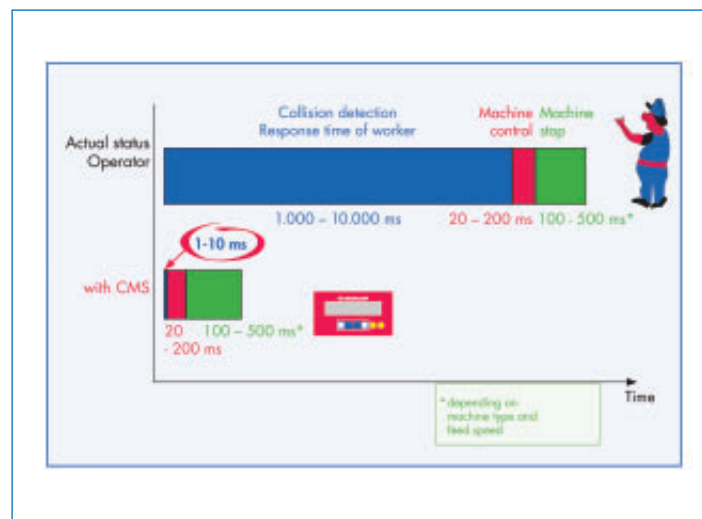 Collision detection
Response time of worker
Machine control
Machine stop
Actual status
Operator
1.000 – 10.000 ms
20 – 200 ms
100 - 500 ms*
1-10 ms
with CMS
20
- 200 ms
100 – 500 ms*
Time
* depending on
machine type and
feed speed